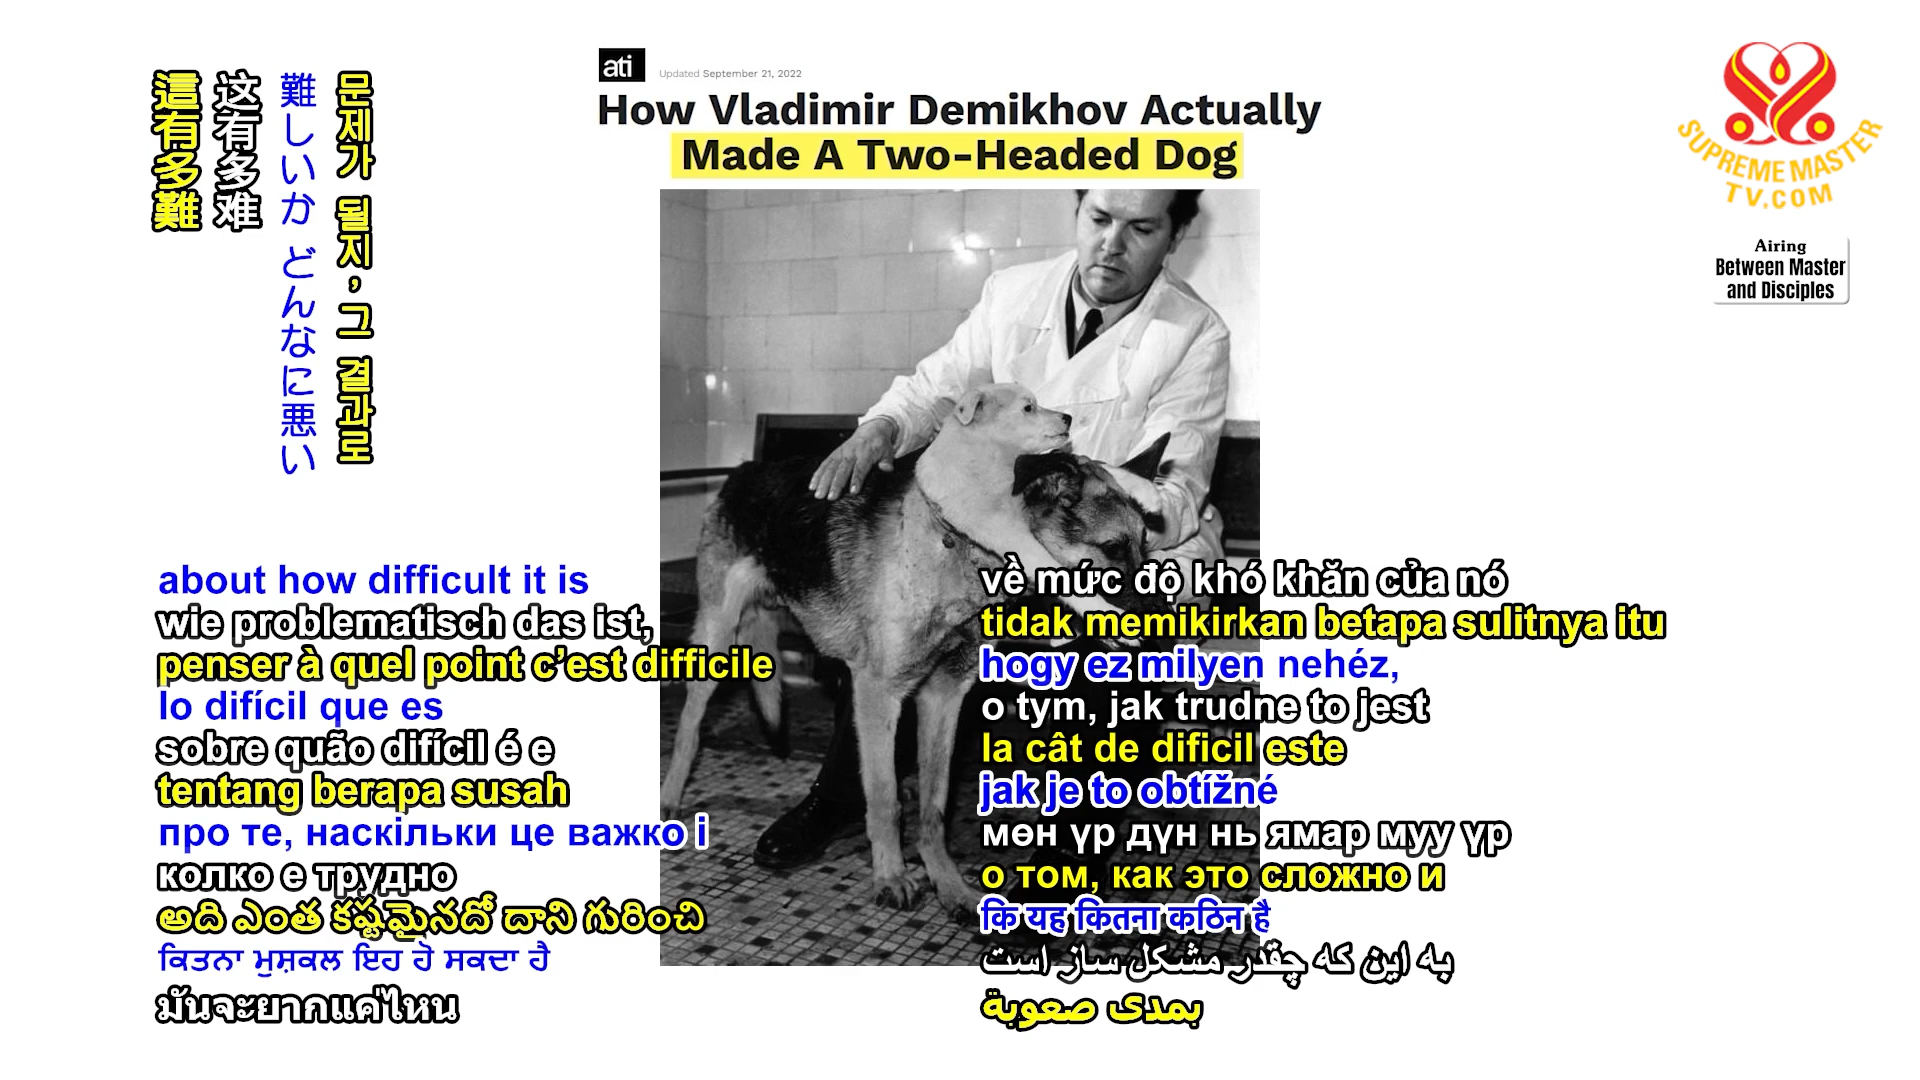 ati
Updated September 21, 2022
How Vladimir Demikhov Actually
Made A Two-Headed Dog
SUPREME MASTER
TV.COM
Airing
Between Master
and Disciples
這有多難
这有多难
難しいか どんなに悪い
문제가 될지, 그 결과로
about how difficult it is
wie problematisch das ist,
penser à quel point c’est difficile
lo difícil que es
sobre quão difícil é e
tentang berapa susah
про те, наскільки це важко і
колко е трудно
అది ఎంత కష్టమైనదో దాని గురించి
ਕਿਤਨਾ ਮੁਸ਼ਕਲ ਇਹ ਹੋ ਸਕਦਾ ਹੈ
มันจะยากแค่ไหน
về mức độ khó khăn của nó
tidak memikirkan betapa sulitnya itu
hogy ez milyen nehéz,
o tym, jak trudne to jest
la cât de dificil este
jak je to obtížné
мөн үр дүн нь ямар муу үр
о том, как это сложно и
कि यह कितना कठिन है
به این که چقدر مشکل ساز است
بمدى صعوبة